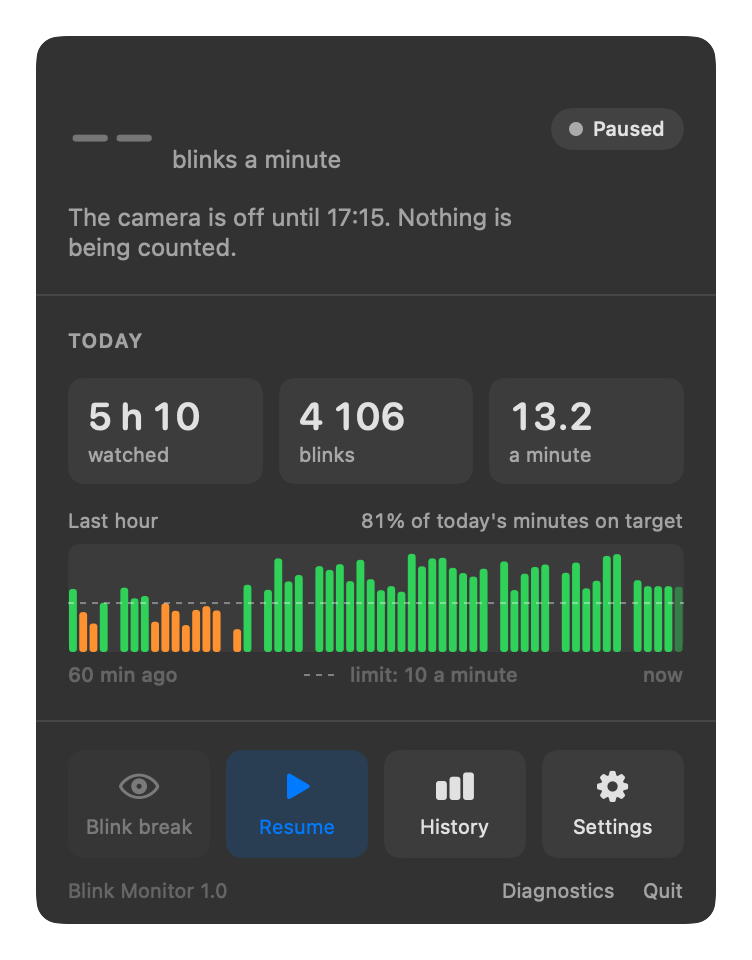 -- blinks a minute
Paused
The camera is off until 17:15. Nothing is
being counted.
TODAY
5 h 10
watched
4 106
blinks
13.2
a minute
Last hour
81% of today's minutes on target
60 min ago
--- limit: 10 a minute
now
Blink break
Resume
History
Settings
Blink Monitor 1.0
Diagnostics
Quit